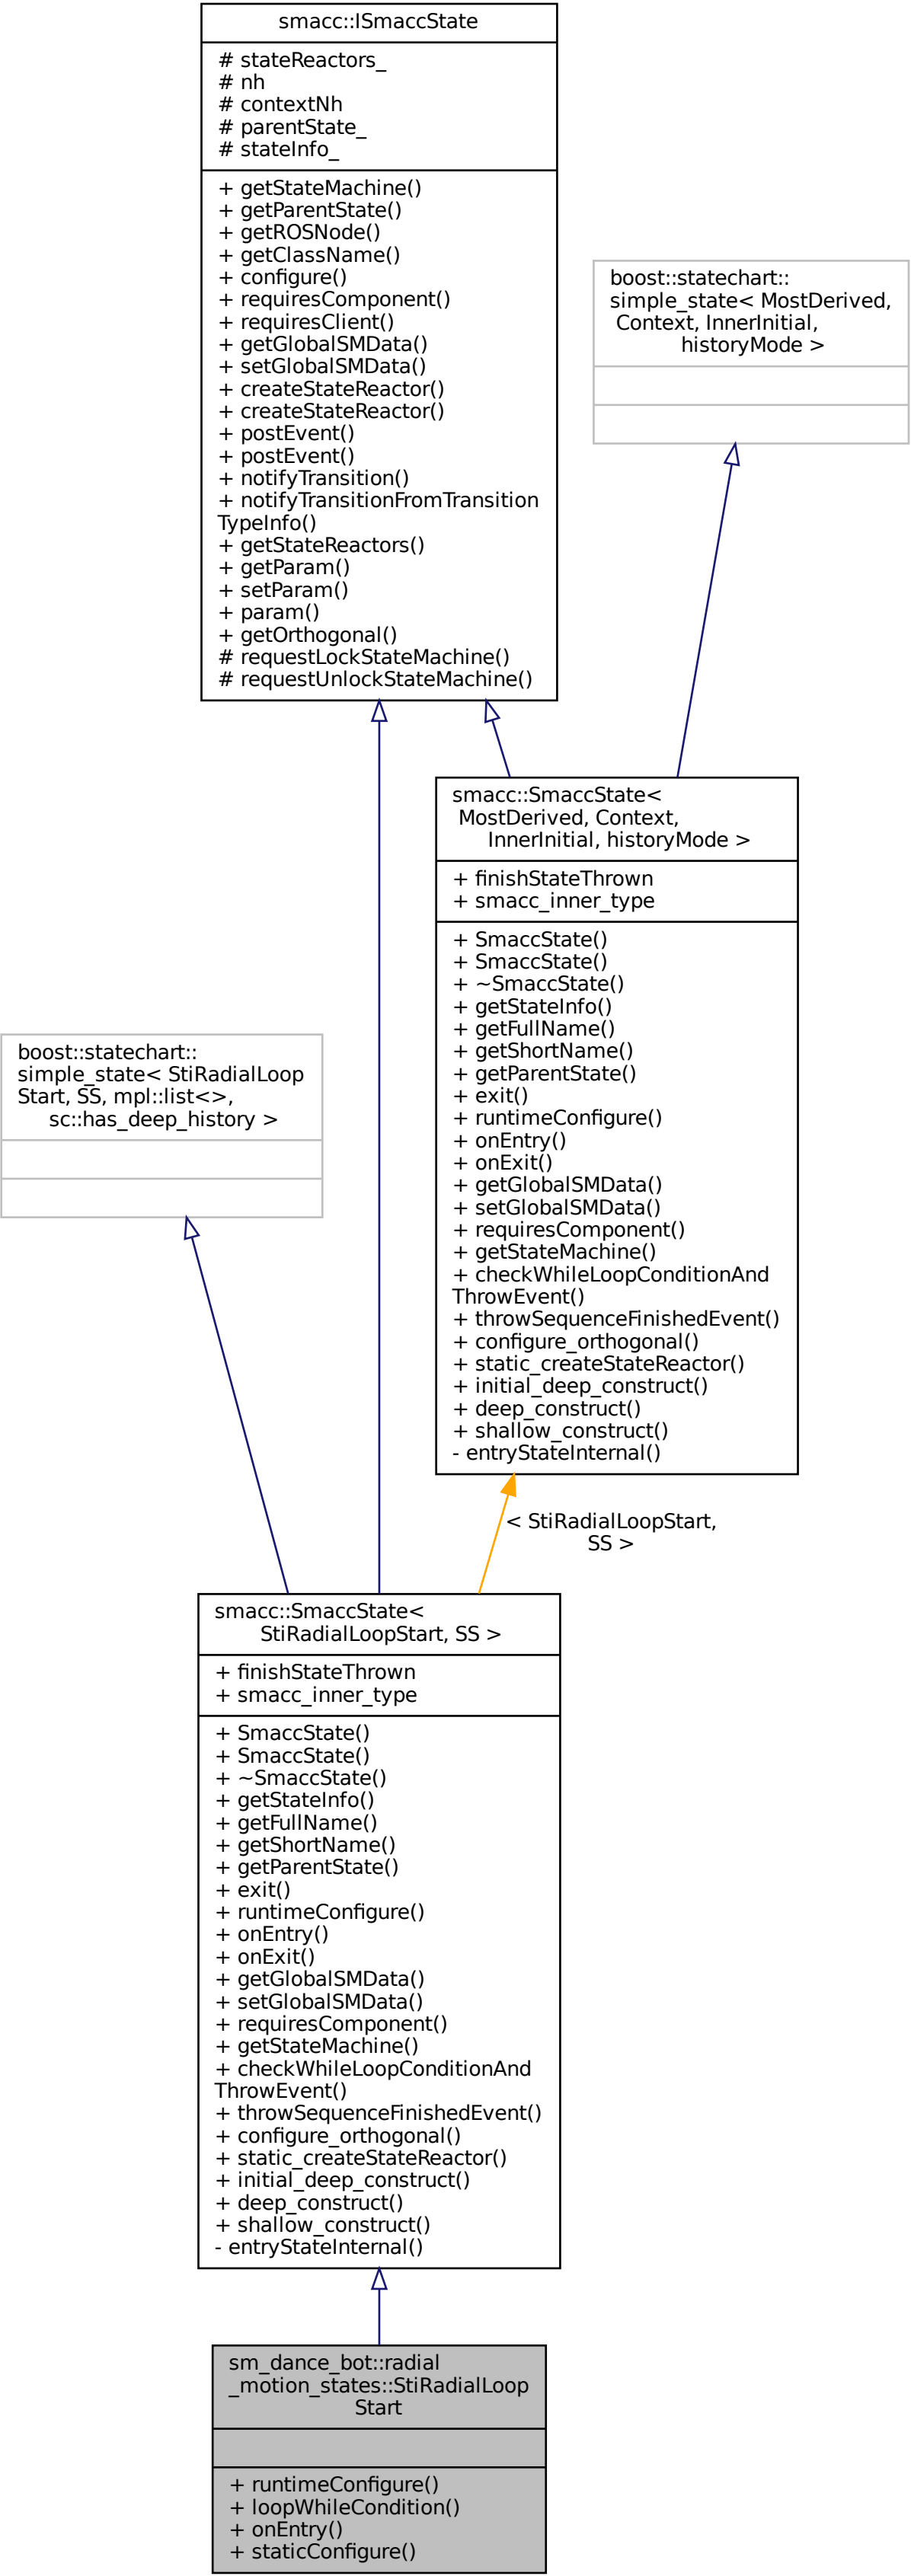 smacc::ISmaccState
# stateReactors_
# nh
# contextNh
# parentState_
# stateInfo_
+ getStateMachine()
+ getParentState()
+ getROSNode()
+ getClassName()
+ configure()
+ requiresComponent()
+ requiresClient()
+ getGlobalSMData()
+ setGlobalSMData()
+ createStateReactor()
+ createStateReactor()
+ postEvent()
+ postEvent()
+ notifyTransition()
+ notifyTransitionFromTransition
TypeInfo()
+ getStateReactors()
+ getParam()
+ setParam()
+ param()
+ getOrthogonal()
# requestLockStateMachine()
# requestUnlockStateMachine()
boost::statechart::
simple_state< MostDerived,
Context, InnerInitial,
historyMode >
smacc::SmaccState<
MostDerived, Context,
InnerInitial, historyMode >
+ finishStateThrown
+ smacc_inner_type
+ SmaccState()
+ SmaccState()
+ ~SmaccState()
+ getStateInfo()
+ getFullName()
+ getShortName()
+ getParentState()
+ exit()
+ runtimeConfigure()
+ onEntry()
+ onExit()
+ getGlobalSMData()
+ setGlobalSMData()
+ requiresComponent()
+ getStateMachine()
+ checkWhileLoopConditionAnd
ThrowEvent()
+ throwSequenceFinishedEvent()
+ configure_orthogonal()
+ static_createStateReactor()
+ initial_deep_construct()
+ deep_construct()
+ shallow_construct()
- entryStateInternal()
boost::statechart::
simple_state< StiRadialLoop
Start, SS, mpl::list<>,
sc::has_deep_history >
< StiRadialLoopStart,
SS >
smacc::SmaccState<
StiRadialLoopStart, SS >
+ finishStateThrown
+ smacc_inner_type
+ SmaccState()
+ SmaccState()
+ ~SmaccState()
+ getStateInfo()
+ getFullName()
+ getShortName()
+ getParentState()
+ exit()
+ runtimeConfigure()
+ onEntry()
+ onExit()
+ getGlobalSMData()
+ setGlobalSMData()
+ requiresComponent()
+ getStateMachine()
+ checkWhileLoopConditionAnd
ThrowEvent()
+ throwSequenceFinishedEvent()
+ configure_orthogonal()
+ static_createStateReactor()
+ initial_deep_construct()
+ deep_construct()
+ shallow_construct()
- entryStateInternal()
sm_dance_bot::radial
_motion_states::StiRadialLoop
Start
+ runtimeConfigure()
+ loopWhileCondition()
+ onEntry()
+ staticConfigure()